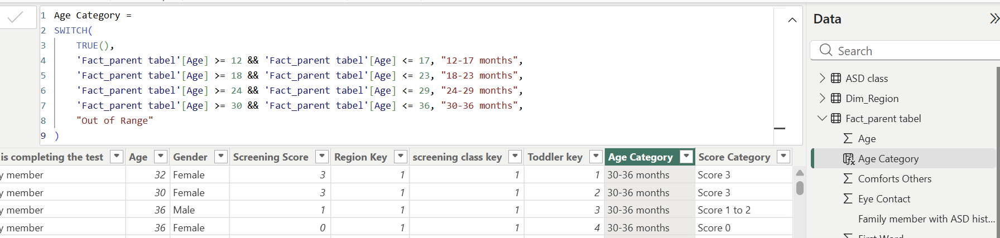 1 Age Category =
2 SWITCH(
3 TRUE(),
4 'Fact_parent tabel'[Age] >= 12 && 'Fact_parent tabel'[Age] <= 17, "12-17 months",
5 'Fact_parent tabel'[Age] >= 18 && 'Fact_parent tabel'[Age] <= 23, "18-23 months",
6 'Fact_parent tabel'[Age] >= 24 && 'Fact_parent tabel'[Age] <= 29, "24-29 months",
7 'Fact_parent tabel'[Age] >= 30 && 'Fact_parent tabel'[Age] <= 36, "30-36 months",
8 "Out of Range"
9 )
is completing the test Age Gender Screening Score Region Key screening class key Toddler key Age Category Score Category
y member 32 Female 3 1 1 1 30-36 months Score 3
y member 30 Female 3 1 1 2 30-36 months Score 3
y member 36 Male 1 1 1 3 30-36 months Score 1 to 2
y member 36 Female 0 1 1 4 30-36 months Score 0
Data
Search
ASD class
Dim_Region
Fact_parent tabel
Age
Age Category
Comforts Others
Eye Contact
Family member with ASD hist...
First Word